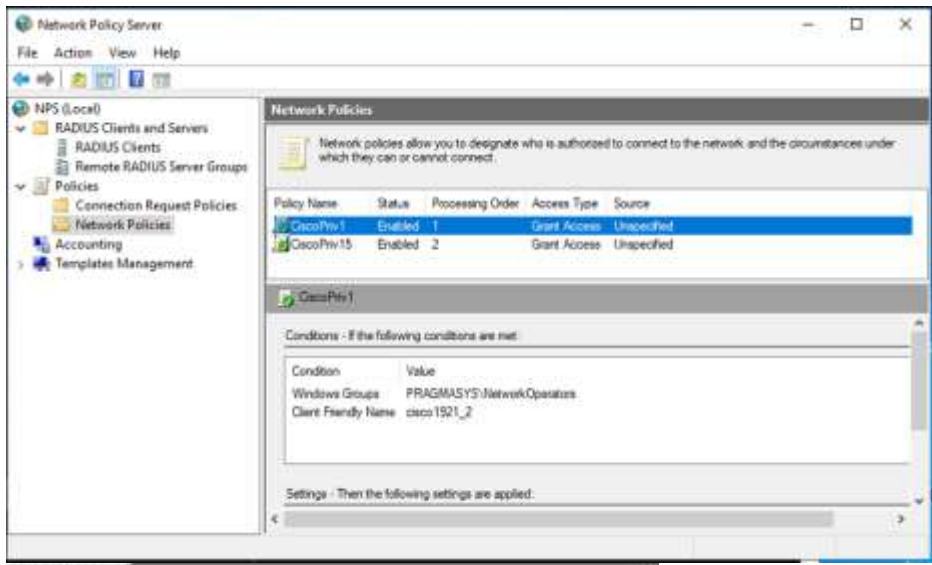 Network Policy Server
File Action View Help
NPS (Local)
RADIUS Clients and Servers
RADIUS Clients
Remote RADIUS Server Groups
Policies
Connection Request Policies
Network Policies
Accounting
Templates Management
Network Policies
Network policies allow you to designate who is authorized to connect to the network and the circumstances under
which they can or cannot connect.
Policy Name Status Processing Order Access Type Source
CiscoPriv1 Enabled 1 Grant Access Unspecified
CiscoPriv15 Enabled 2 Grant Access Unspecified
CiscoPriv1
Conditions - If the following conditions are met:
Condition Value
Windows Groups PRAGMASYS\NetworkOperators
Client Friendly Name cisco1921_2
Settings - Then the following settings are applied: